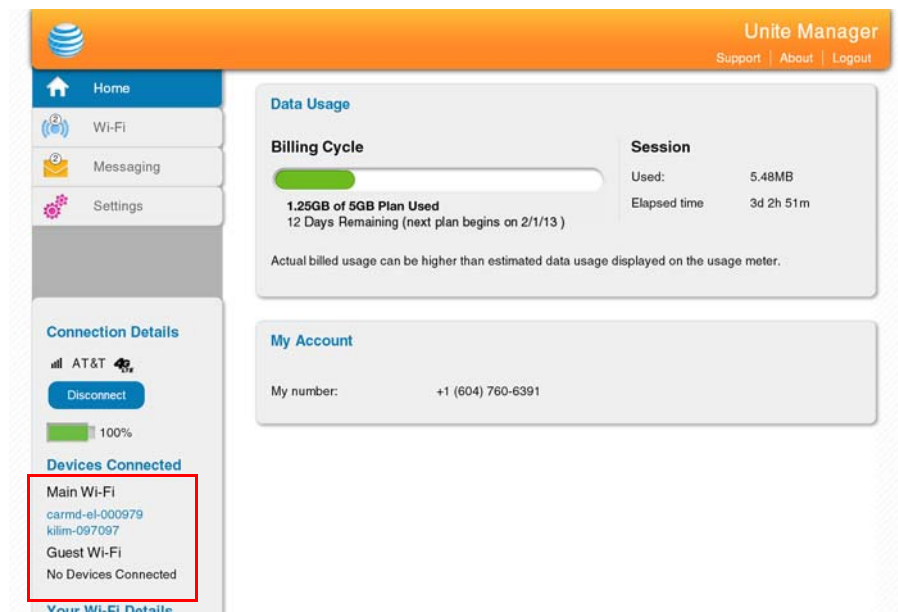 Unite Manager
Support | About | Logout
Home
2
Wi-Fi
2
Messaging
Settings
Data Usage
Billing Cycle
1.25GB of 5GB Plan Used
12 Days Remaining (next plan begins on 2/1/13 )
Session
Used: 5.48MB
Elapsed time 3d 2h 51m
Actual billed usage can be higher than estimated data usage displayed on the usage meter.
My Account
My number: +1 (604) 760-6391
Connection Details
AT&T 4G LTE
Disconnect
100%
Devices Connected
Main Wi-Fi
carmd-el-000979
kilim-097097
Guest Wi-Fi
No Devices Connected
Your Wi-Fi Details